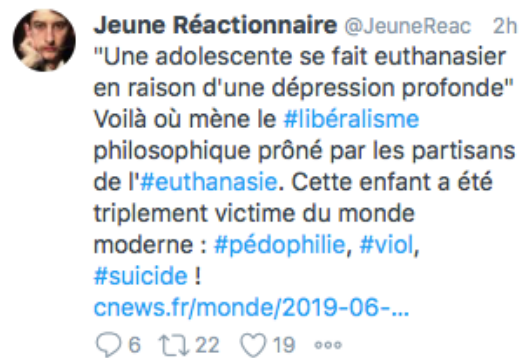 Jeune Réactionnaire @JeuneReac 2h
"Une adolescente se fait euthanasier
en raison d'une dépression profonde"
Voilà où mène le #libéralisme
philosophique prôné par les partisans
de l'#euthanasie. Cette enfant a été
triplement victime du monde
moderne : #pédophilie, #viol,
#suicide !
cnews.fr/monde/2019-06-...
6 22 19